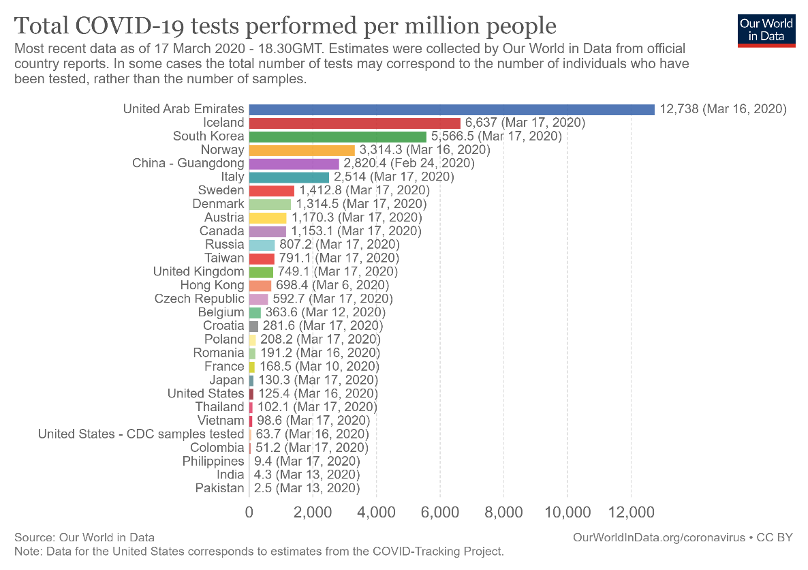 Total COVID-19 tests performed per million people
Our World
in Data
Most recent data as of 17 March 2020 - 18.30GMT. Estimates were collected by Our World in Data from official
country reports. In some cases the total number of tests may correspond to the number of individuals who have
been tested, rather than the number of samples.
United Arab Emirates 12,738 (Mar 16, 2020)
Iceland 6,637 (Mar 17, 2020)
South Korea 5,566.5 (Mar 17, 2020)
Norway 3,314.3 (Mar 16, 2020)
China - Guangdong 2,820.4 (Feb 24, 2020)
Italy 2,514 (Mar 17, 2020)
Sweden 1,412.8 (Mar 17, 2020)
Denmark 1,314.5 (Mar 17, 2020)
Austria 1,170.3 (Mar 17, 2020)
Canada 1,153.1 (Mar 17, 2020)
Russia 807.2 (Mar 17, 2020)
Taiwan 791.1 (Mar 17, 2020)
United Kingdom 749.1 (Mar 17, 2020)
Hong Kong 698.4 (Mar 6, 2020)
Czech Republic 592.7 (Mar 17, 2020)
Belgium 363.6 (Mar 12, 2020)
Croatia 281.6 (Mar 17, 2020)
Poland 208.2 (Mar 17, 2020)
Romania 191.2 (Mar 16, 2020)
France 168.5 (Mar 10, 2020)
Japan 130.3 (Mar 17, 2020)
United States 125.4 (Mar 16, 2020)
Thailand 102.1 (Mar 17, 2020)
Vietnam 98.6 (Mar 17, 2020)
United States - CDC samples tested 63.7 (Mar 16, 2020)
Colombia 51.2 (Mar 17, 2020)
Philippines 9.4 (Mar 17, 2020)
India 4.3 (Mar 13, 2020)
Pakistan 2.5 (Mar 13, 2020)
0 2,000 4,000 6,000 8,000 10,000 12,000
Source: Our World in Data OurWorldInData.org/coronavirus • CC BY
Note: Data for the United States corresponds to estimates from the COVID-Tracking Project.